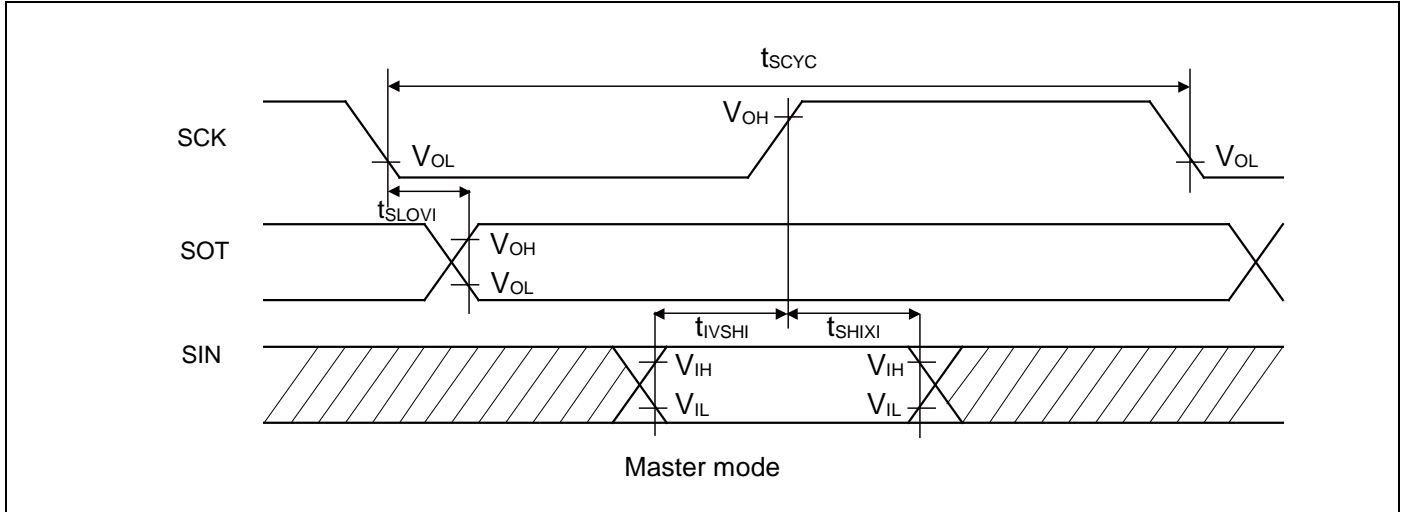 tSCYC
SCK
VOH
VOL
VOL
tSLOVI
SOT
VOH
VOL
tIVSHI
tSHIXI
SIN
VIH
VIH
VIL
VIL
Master mode